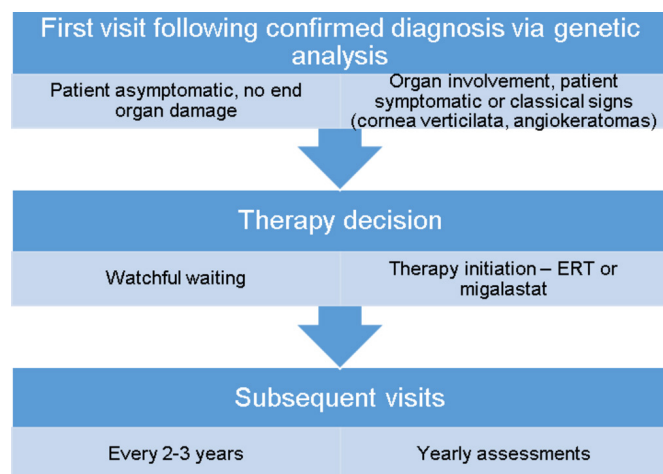 First visit following confirmed diagnosis via genetic
analysis
Patient asymptomatic, no end
organ damage
Organ involvement, patient
symptomatic or classical signs
(cornea verticilata, angiokeratomas)
Therapy decision
Watchful waiting
Therapy initiation – ERT or
migalastat
Subsequent visits
Every 2-3 years
Yearly assessments